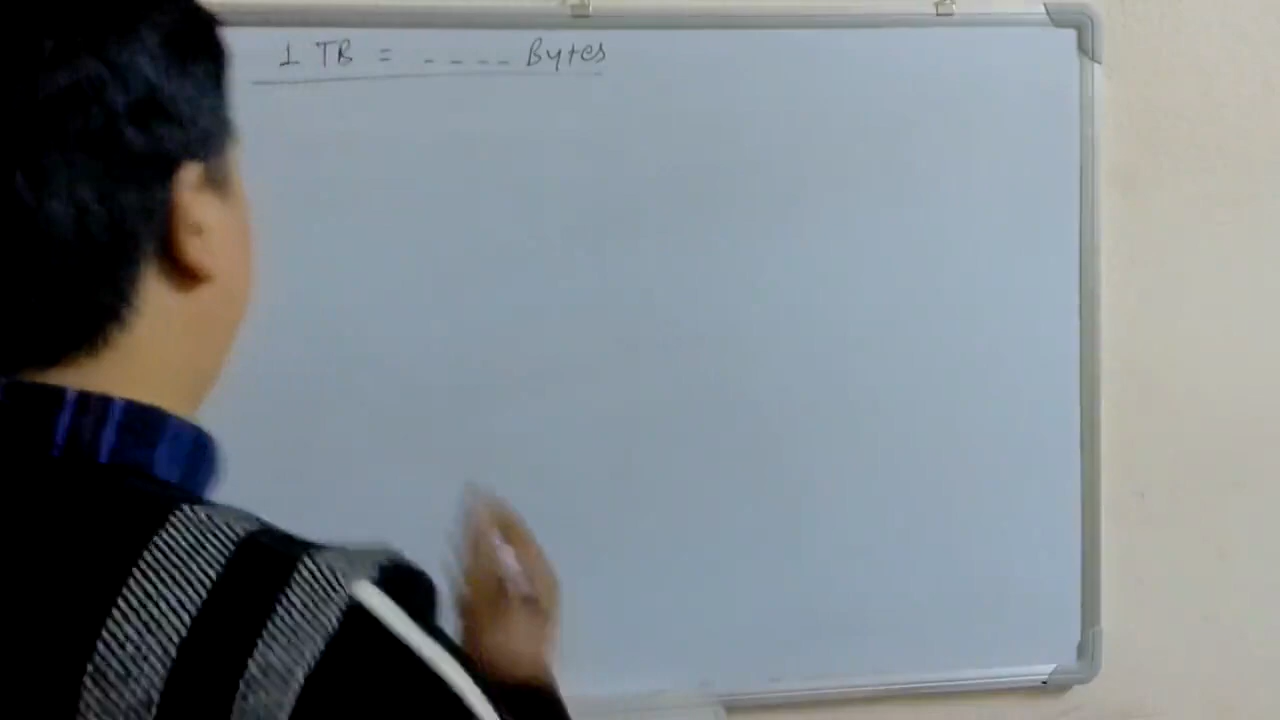 1 TB = ---- Bytes